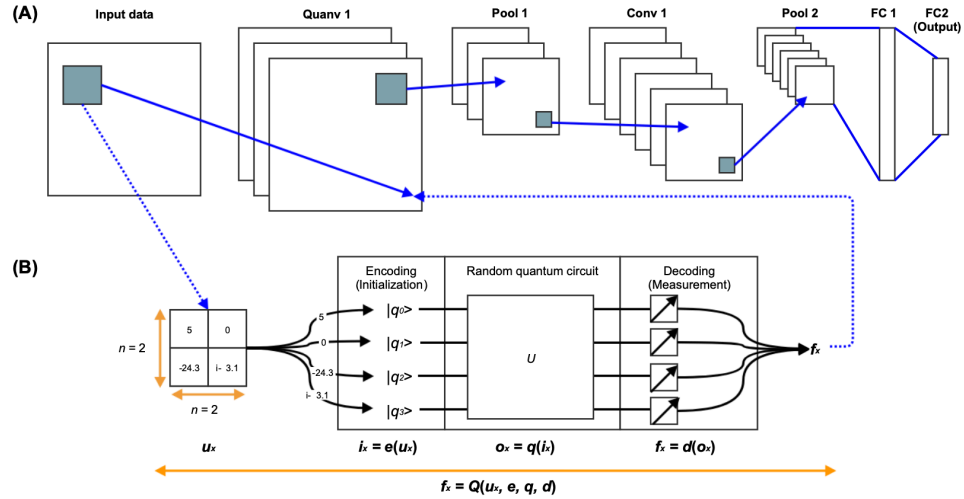 (A)
Input data
Quanv 1
Pool 1
Conv 1
Pool 2
FC 1
FC2
(Output)
(B)
Encoding
(Initialization)
Random quantum circuit
Decoding
(Measurement)
5 0
-24.3 i- 3.1
n = 2
n = 2
5
0
-24.3
i- 3.1
|q0>
|q1>
|q2>
|q3>
U
fx
ux
ix = e(ux)
ox = q(ix)
fx = d(ox)
fx = Q(ux, e, q, d)